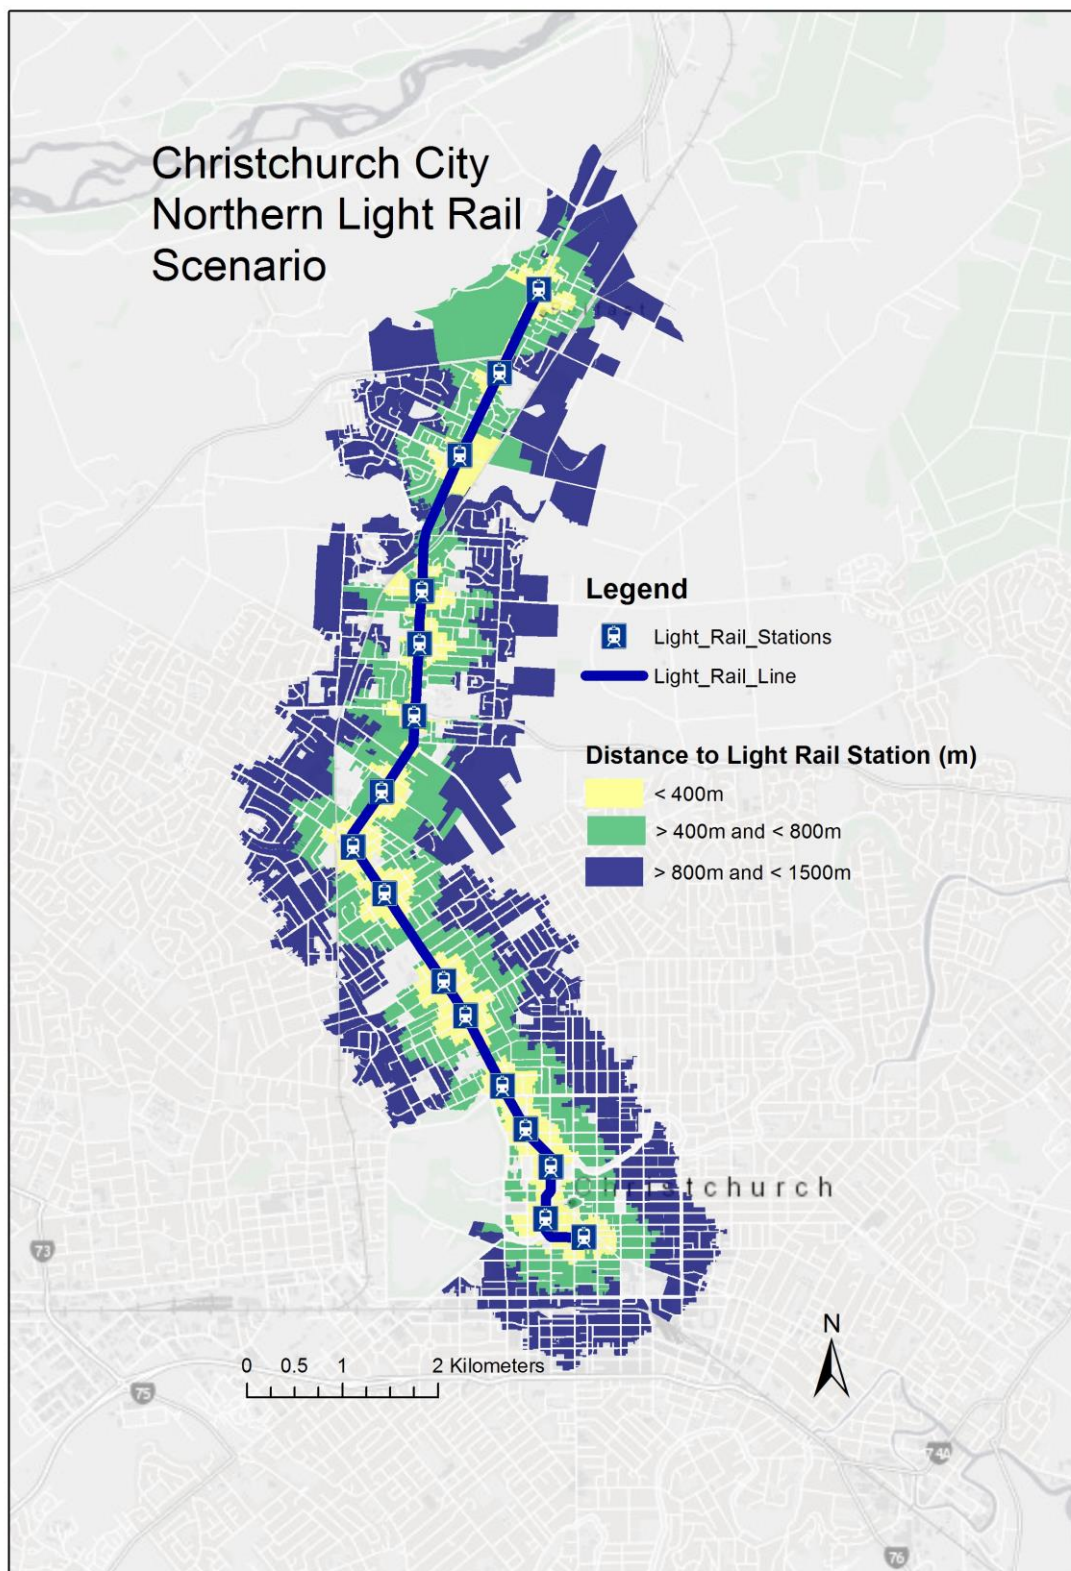 Christchurch City
Northern Light Rail
Scenario
Legend
Light_Rail_Stations
Light_Rail_Line
Distance to Light Rail Station (m)
< 400m
> 400m and < 800m
> 800m and < 1500m
Christchurch
73
N
0 0.5 1 2 Kilometers
75
74A
76